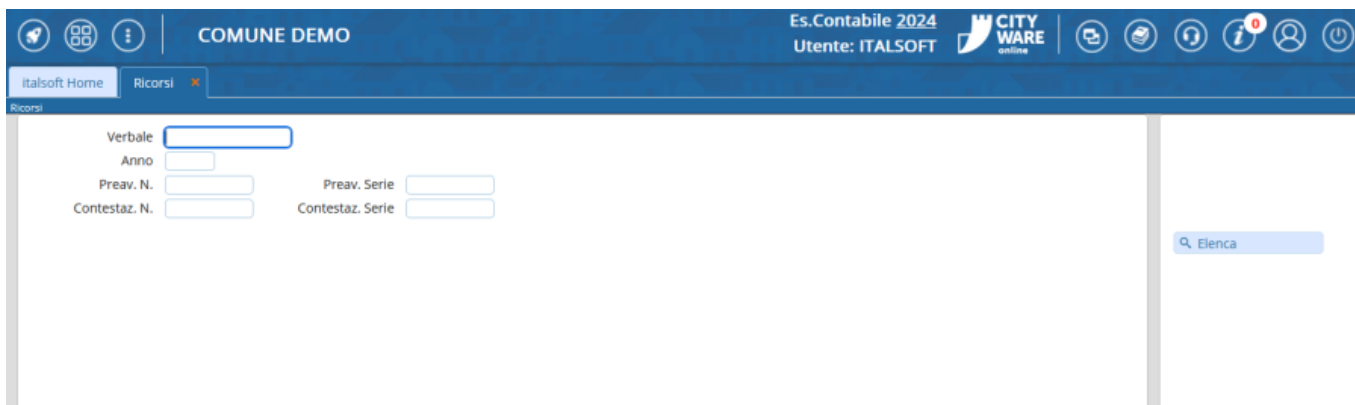 COMUNE DEMO
Es.Contabile 2024
Utente: ITALSOFT
CITY
WARE
online
0
italsoft Home
Ricorsi
Ricorsi
Verbale
Anno
Preav. N. Preav. Serie
Contestaz. N. Contestaz. Serie
Elenca